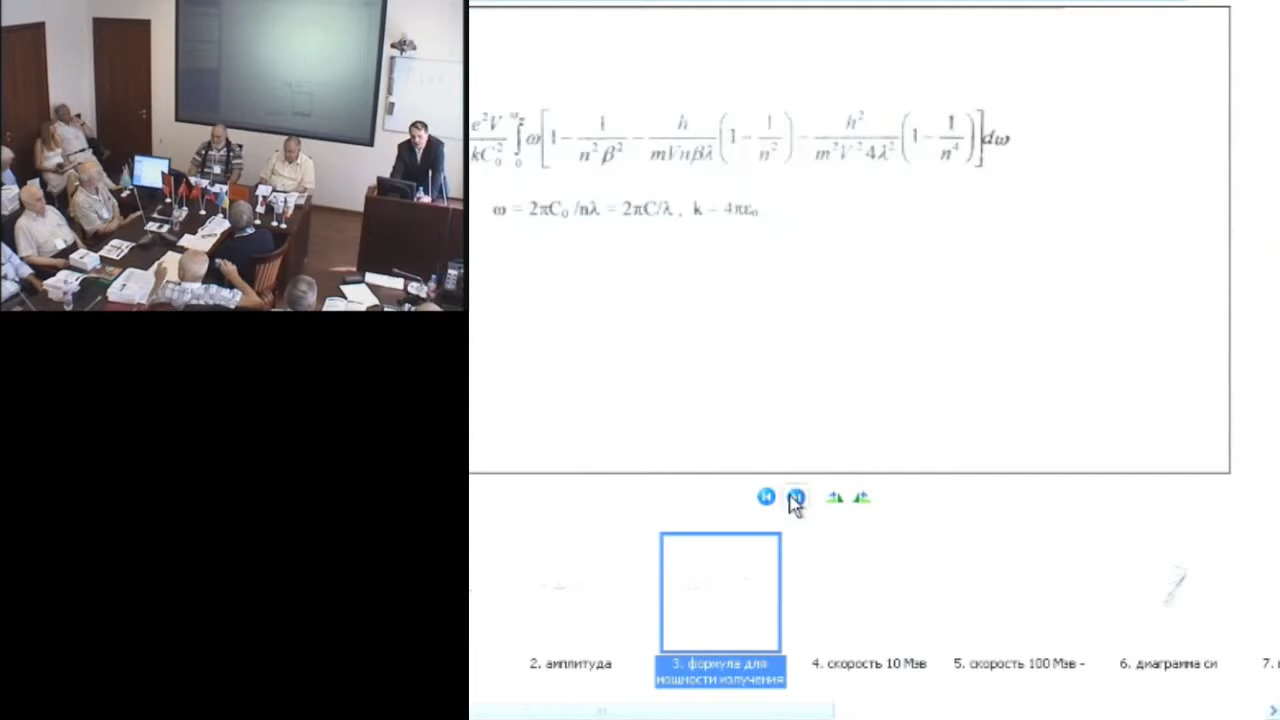 e²V/kC₀² ∫₀ ω[1 − 1/n²β² − h/mVnβλ (1 − 1/n²) − h²/m²V²4λ² (1 − 1/n⁴)]dω
ω = 2πC₀ /nλ = 2πC/λ , k = 4πε₀
2. амплитуда
3. формула для
мощности излучения
4. скорость 10 Мэв
5. скорость 100 Мэв -
6. диаграмма си
7.